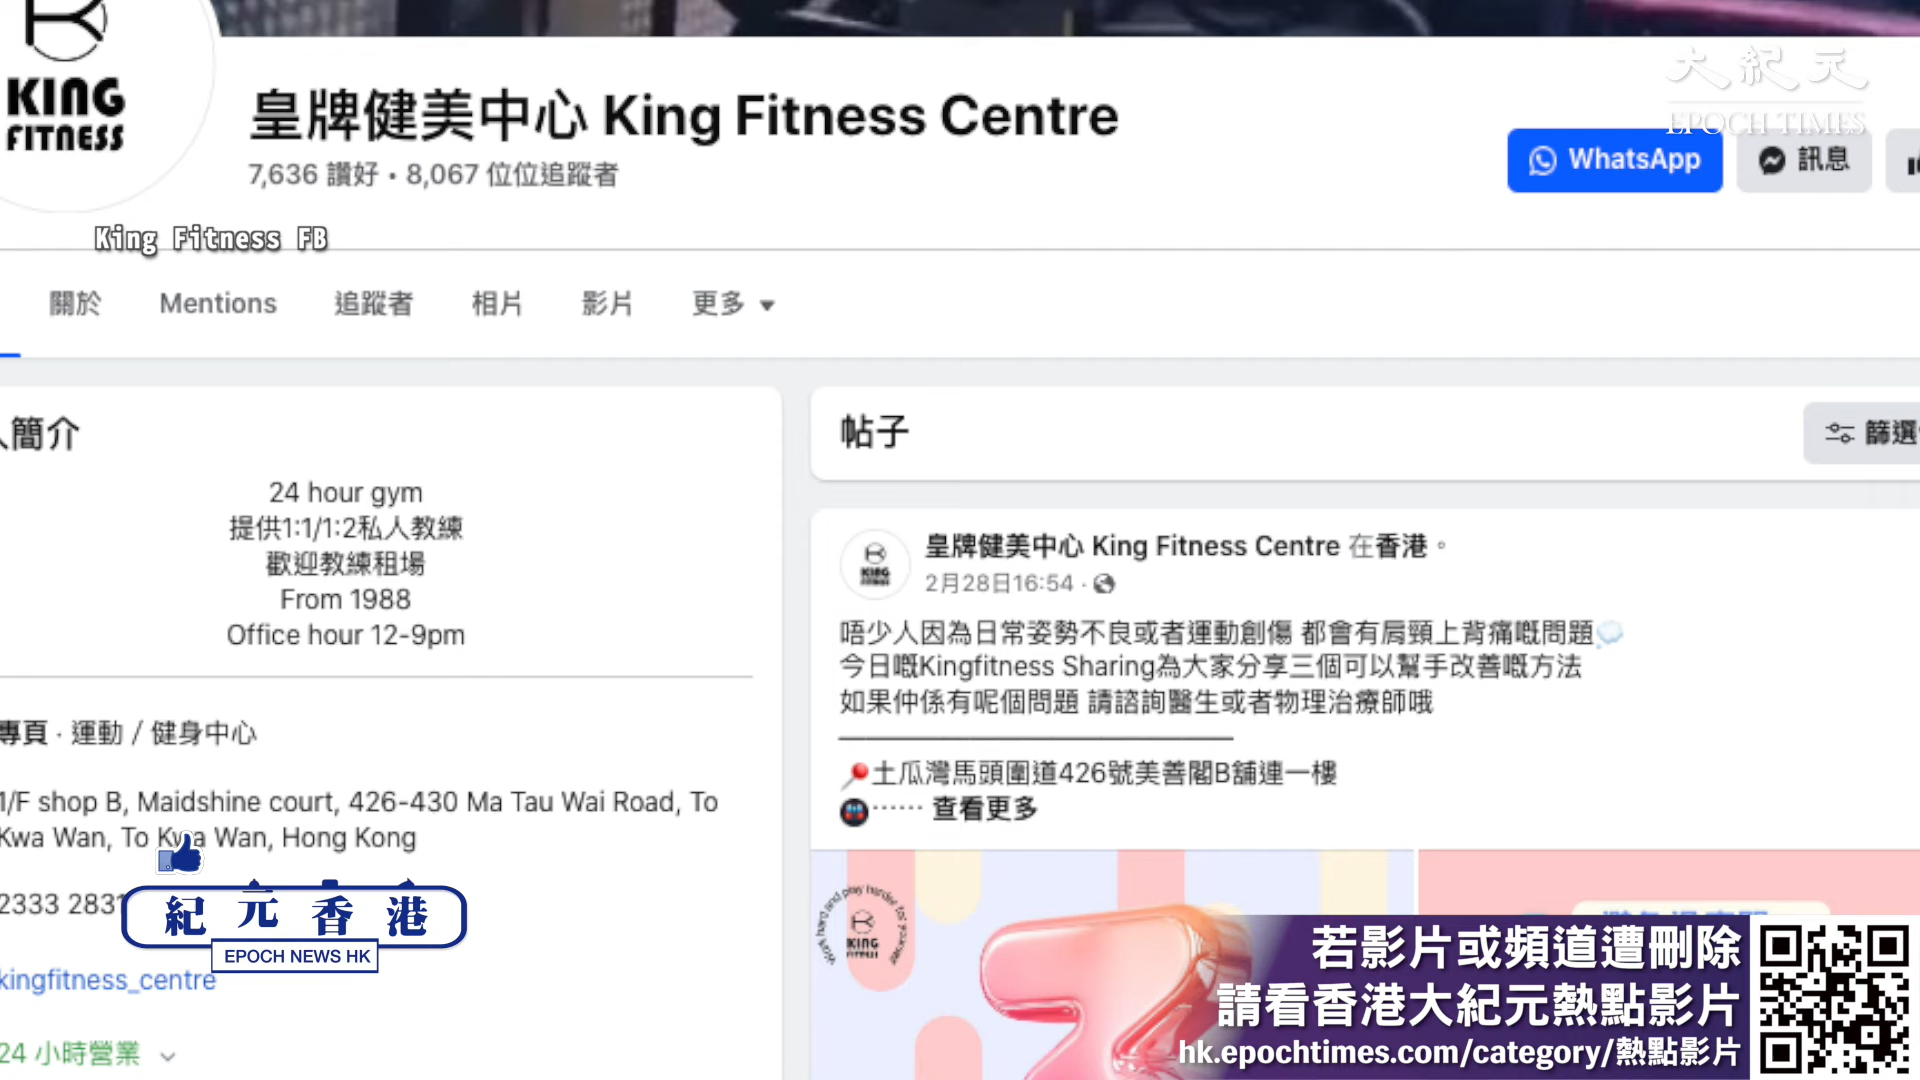 KING
FITNESS
皇牌健美中心 King Fitness Centre
7,636 讚好 • 8,067 位位追蹤者
大紀元
EPOCH TIMES
WhatsApp
訊息
King Fitness FB
關於
Mentions
追蹤者
相片
影片
更多
簡介
24 hour gym
提供1:1/1:2私人教練
歡迎教練租場
From 1988
Office hour 12-9pm
專頁 · 運動 / 健身中心
1/F shop B, Maidshine court, 426-430 Ma Tau Wai Road, To
Kwa Wan, To Kwa Wan, Hong Kong
2333 283
kingfitness_centre
24 小時營業
帖子
篩選
皇牌健美中心 King Fitness Centre 在香港。
2月28日16:54 ·
唔少人因為日常姿勢不良或者運動創傷 都會有肩頸上背痛嘅問題
今日嘅Kingfitness Sharing為大家分享三個可以幫手改善嘅方法
如果仲係有呢個問題 請諮詢醫生或者物理治療師哦
土瓜灣馬頭圍道426號美善閣B舖連一樓
⋯⋯ 查看更多
work hard and play harder for
KING
FITNESS
紀元香港
EPOCH NEWS HK
若影片或頻道遭刪除
請看香港大紀元熱點影片
hk.epochtimes.com/category/熱點影片